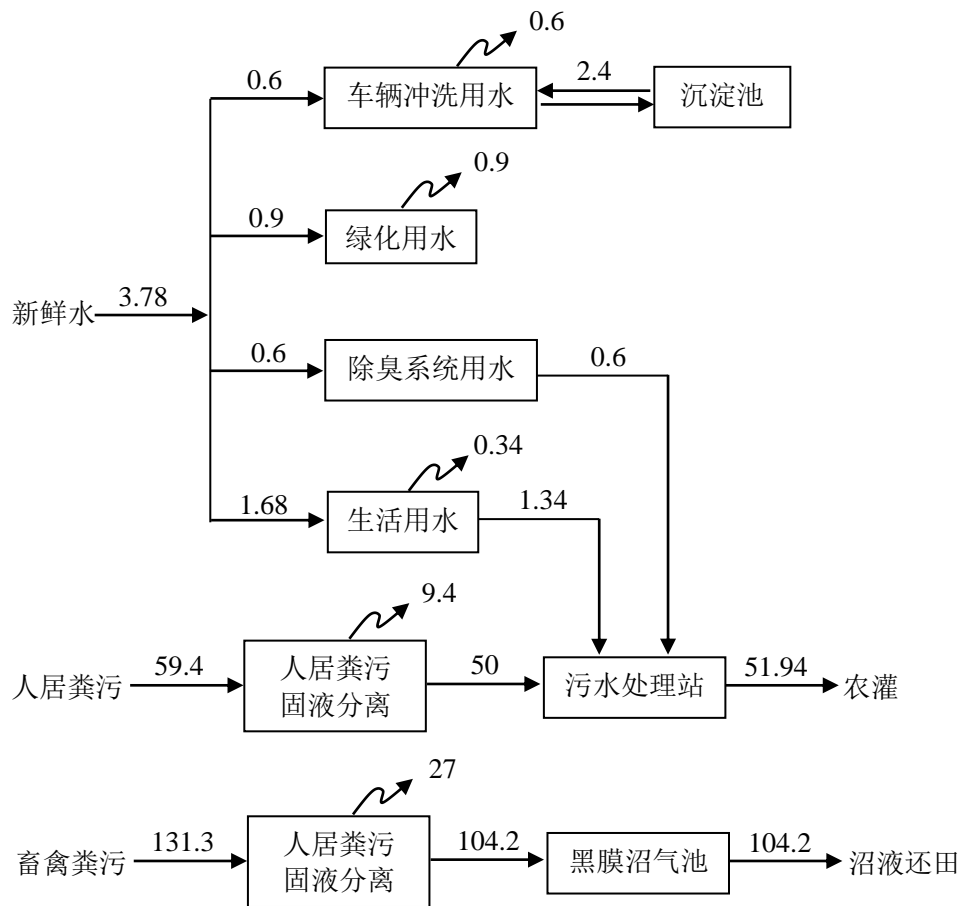 0.6
0.6
车辆冲洗用水
2.4
沉淀池
0.9
0.9
绿化用水
新鲜水
3.78
0.6
除臭系统用水
0.6
0.34
1.68
生活用水
1.34
9.4
人居粪污
59.4
人居粪污
固液分离
50
污水处理站
51.94
农灌
27
畜禽粪污
131.3
人居粪污
固液分离
104.2
黑膜沼气池
104.2
沼液还田